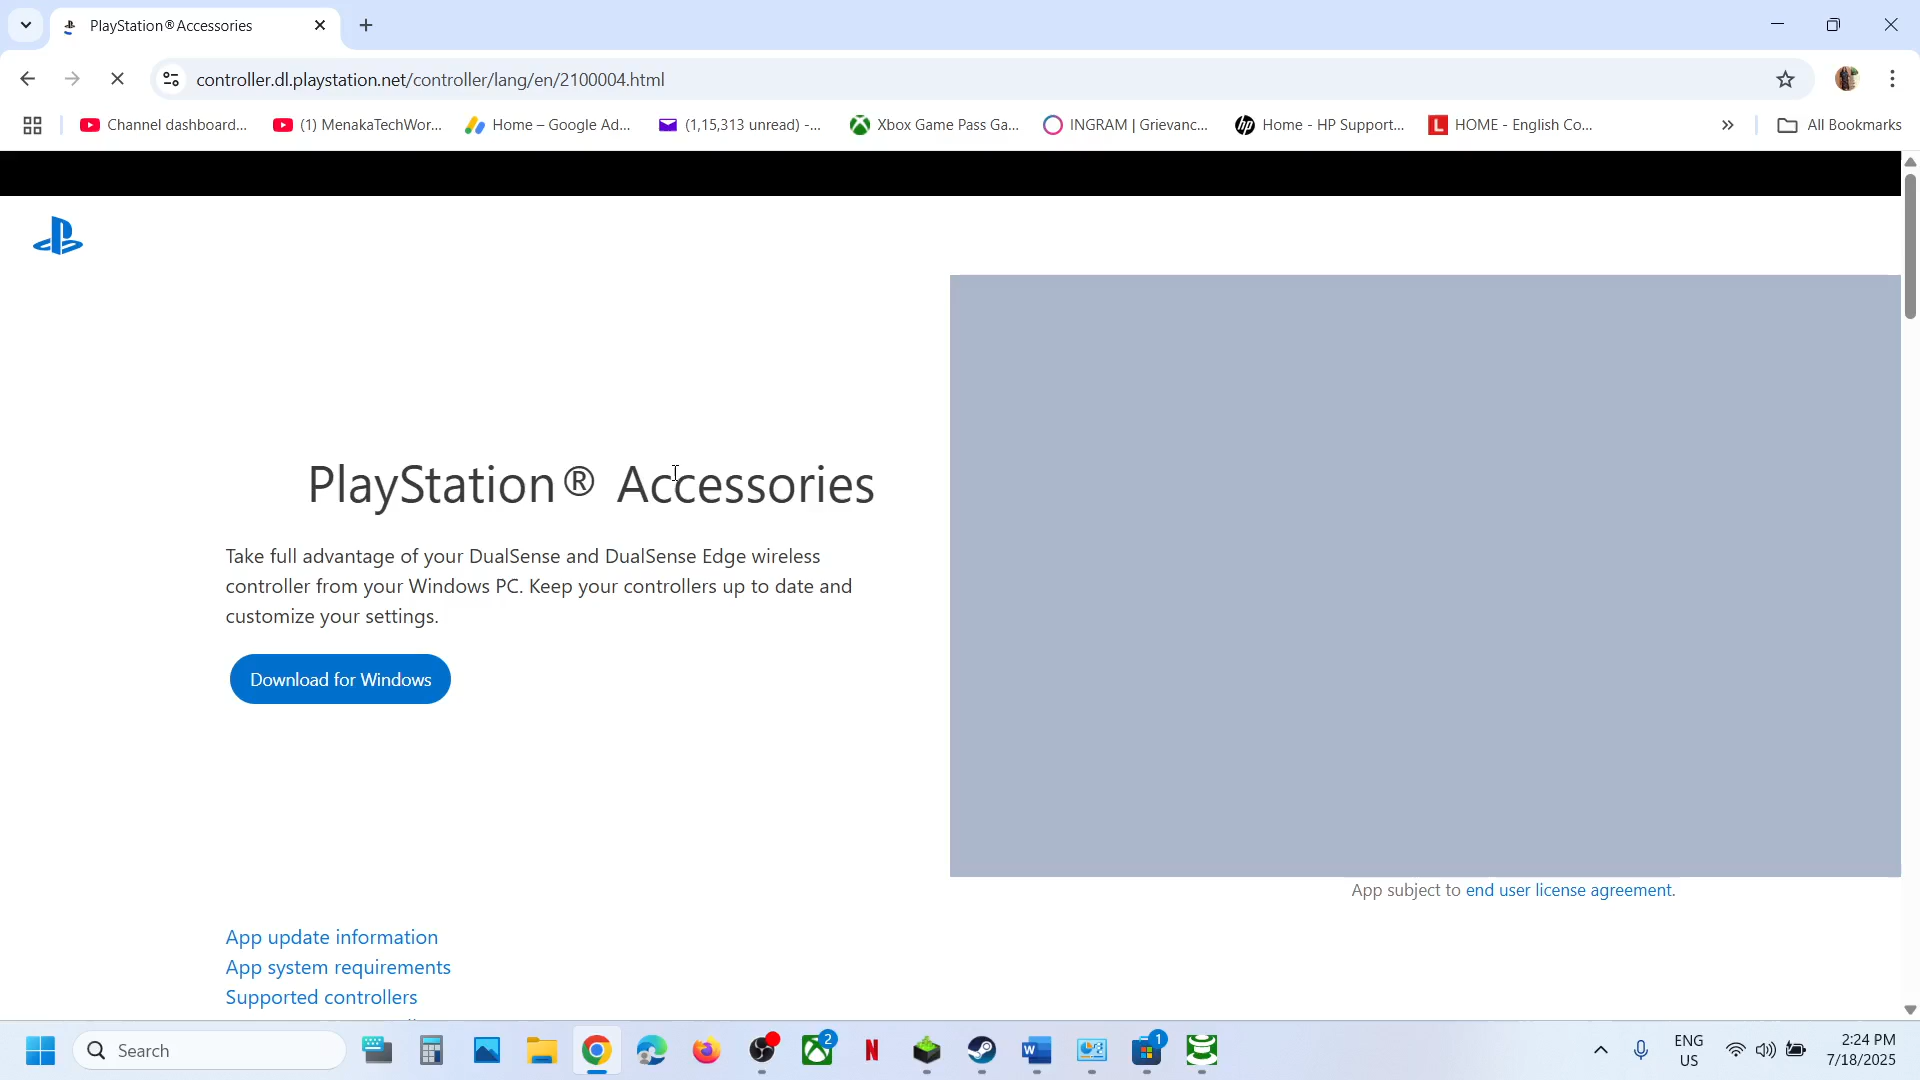 PlayStation®Accessories
controller.dl.playstation.net/controller/lang/en/2100004.html
Channel dashboard...
(1) MenakaTechWor...
Home – Google Ad...
(1,15,313 unread) -...
Xbox Game Pass Ga...
INGRAM | Grievanc...
Home - HP Support...
HOME - English Co...
All Bookmarks
PlayStation® Accessories
Take full advantage of your DualSense and DualSense Edge wireless
controller from your Windows PC. Keep your controllers up to date and
customize your settings.
Download for Windows
App subject to end user license agreement.
App update information
App system requirements
Supported controllers
Search
2
1
ENG
US
2:24 PM
7/18/2025